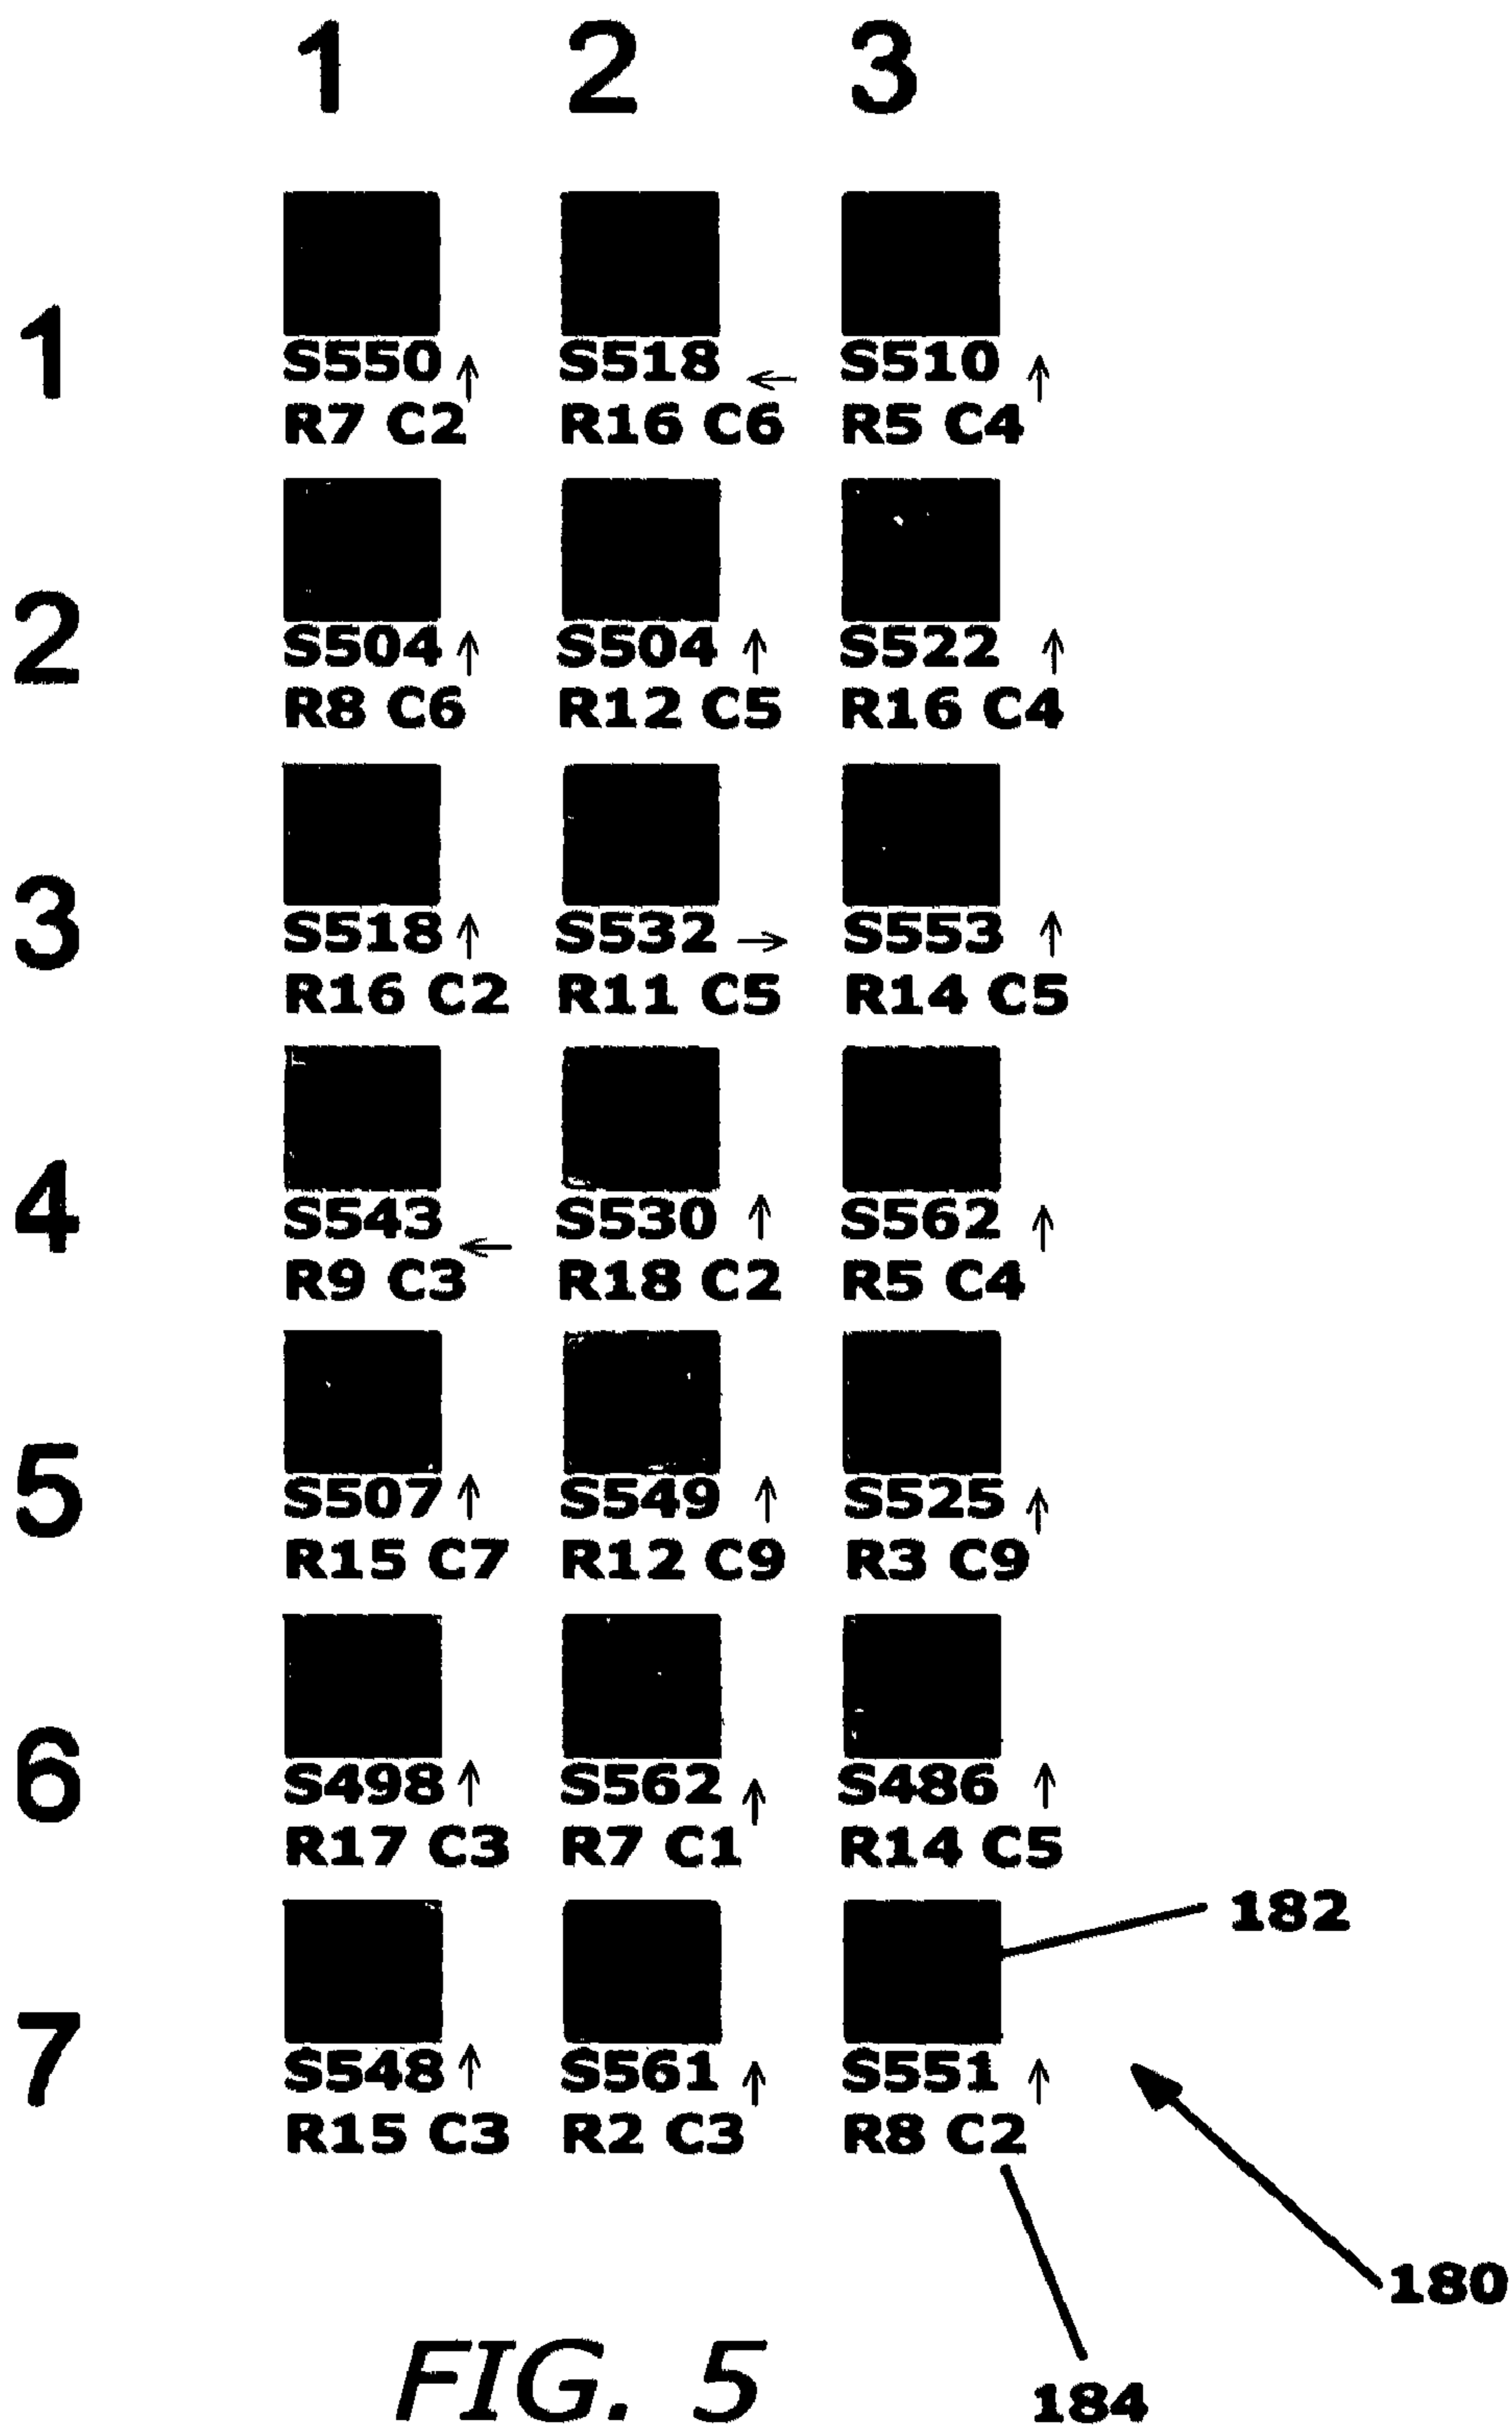 1 2 3
1
S550 ↑ S518 ← S510 ↑
R7 C2 R16 C6 R5 C4
2
S504 ↑ S504 ↑ S522 ↑
R8 C6 R12 C5 R16 C4
3
S518 ↑ S532 → S553 ↑
R16 C2 R11 C5 R14 C5
4
S543 ← S530 ↑ S562 ↑
R9 C3 R18 C2 R5 C4
5
S507 ↑ S549 ↑ S525 ↑
R15 C7 R12 C9 R3 C9
6
S498 ↑ S562 ↑ S486 ↑
R17 C3 R7 C1 R14 C5
182
7
S548 ↑ S561 ↑ S551 ↑
R15 C3 R2 C3 R8 C2
180
184
FIG. 5